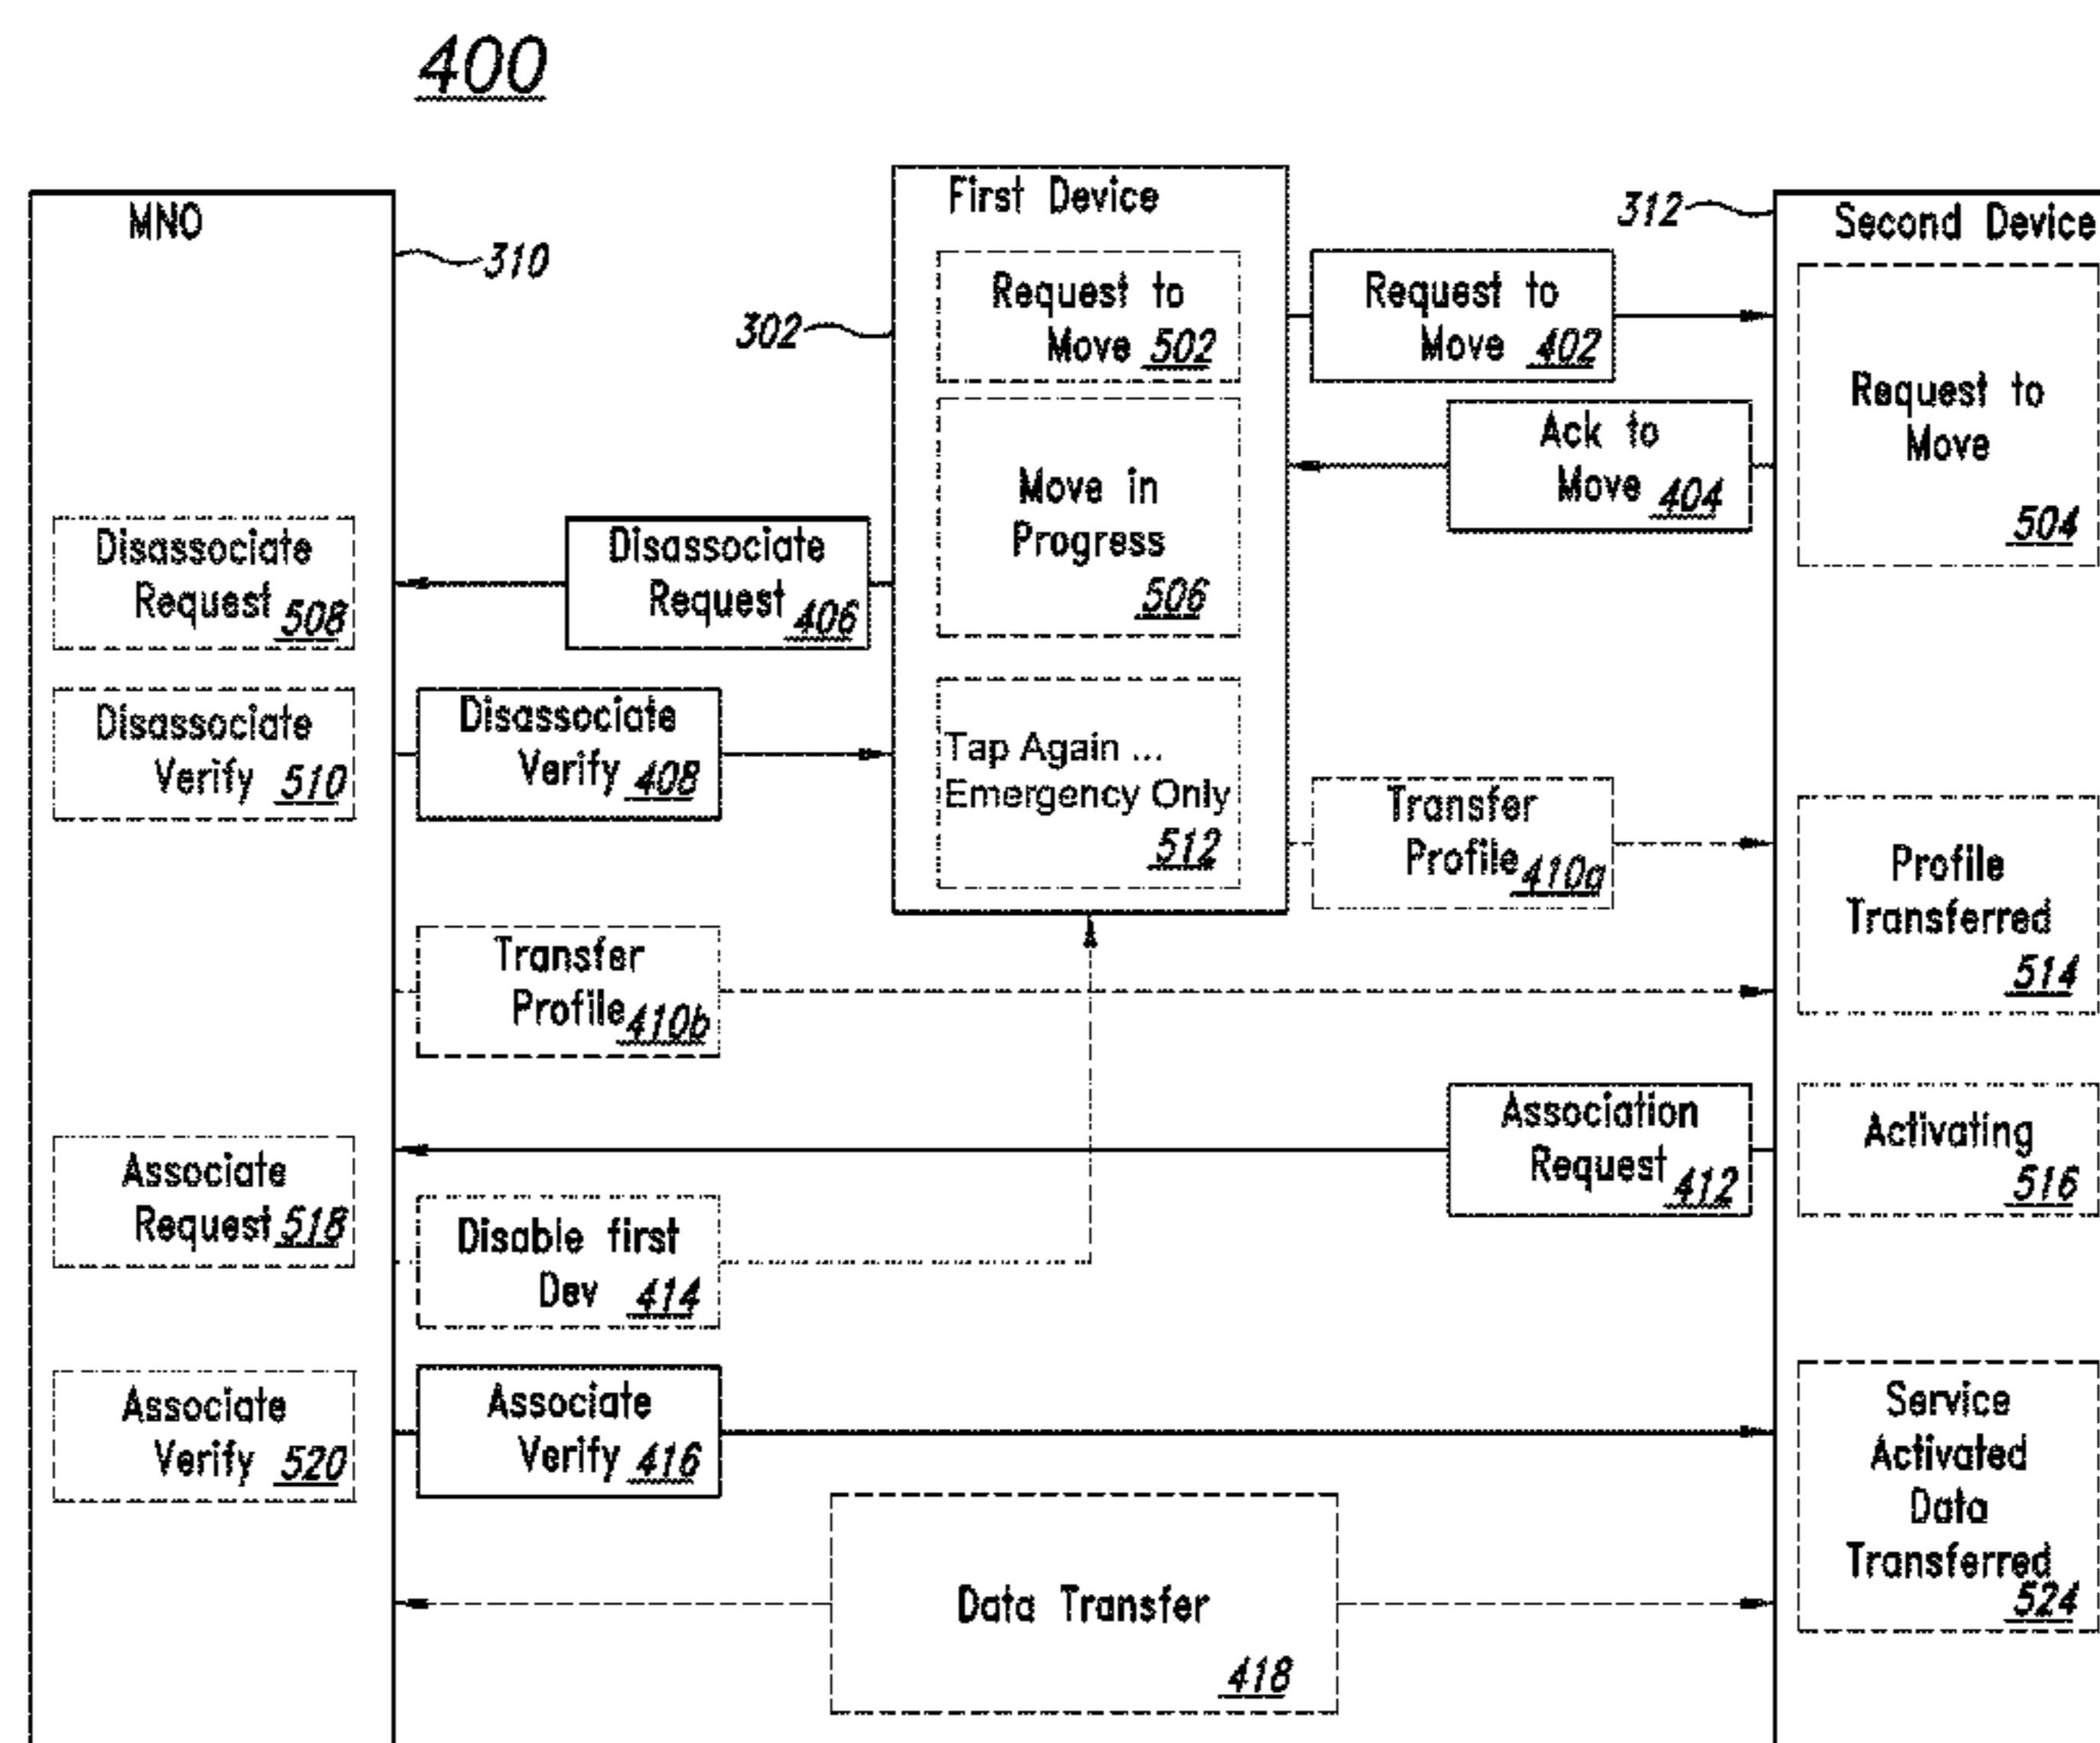 400
MNO
310
First Device
302
Request to
Move 502
Request to
Move 402
312
Second Device
Request to
Move
504
Ack to
Move 404
Move in
Progress
506
Disassociate
Request 508
Disassociate
Request 406
Disassociate
Verify 510
Disassociate
Verify 408
Tap Again ...
Emergency Only
512
Transfer
Profile 410a
Profile
Transferred
514
Transfer
Profile 410b
Association
Request 412
Activating
516
Associate
Request 518
Disable first
Dev 414
Associate
Verify 520
Associate
Verify 416
Service
Activated
Data
Transferred
524
Data Transfer
418